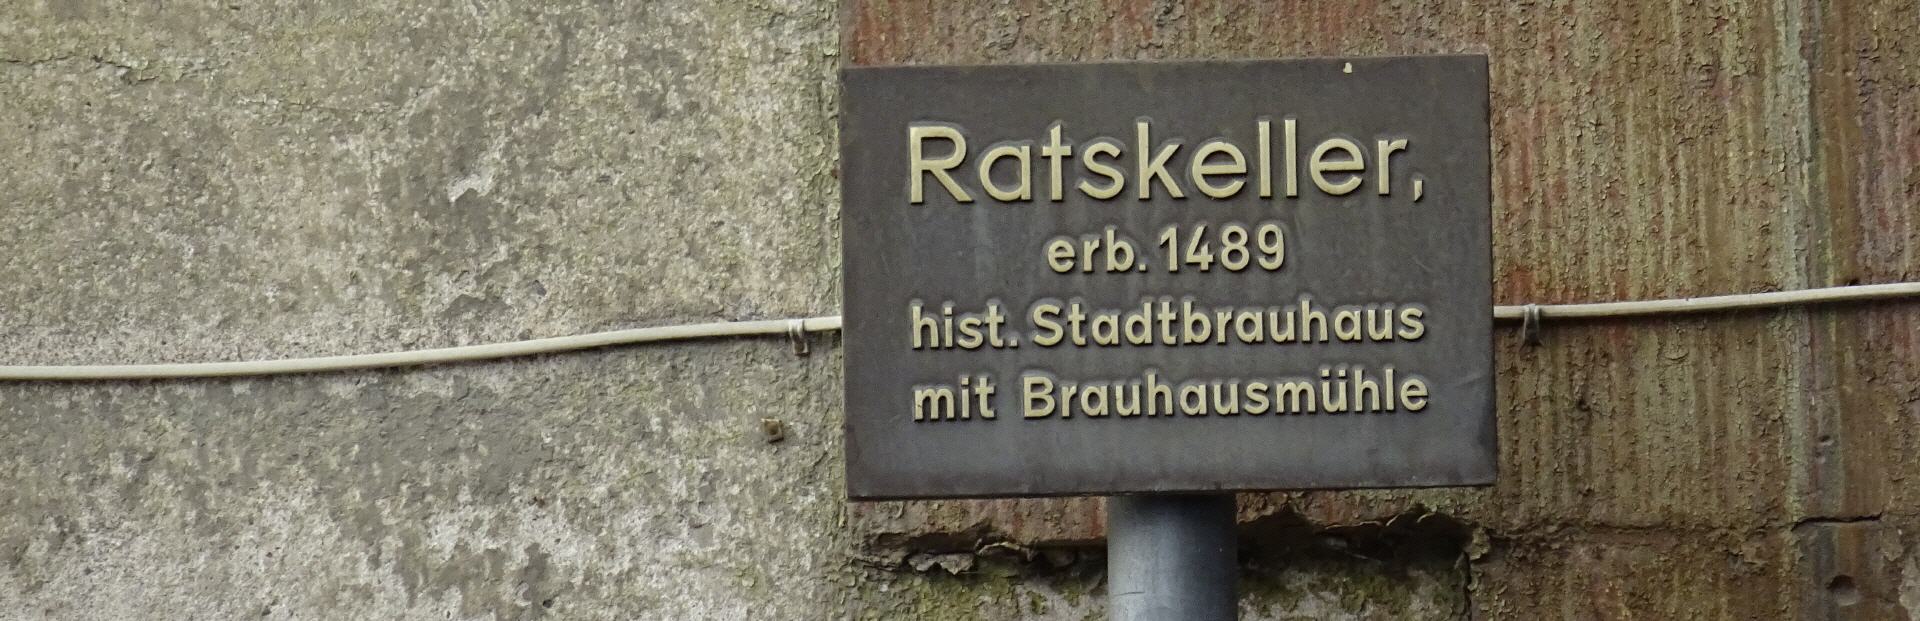 Ratskeller,
erb. 1489
hist. Stadtbrauhaus
mit Brauhausmühle